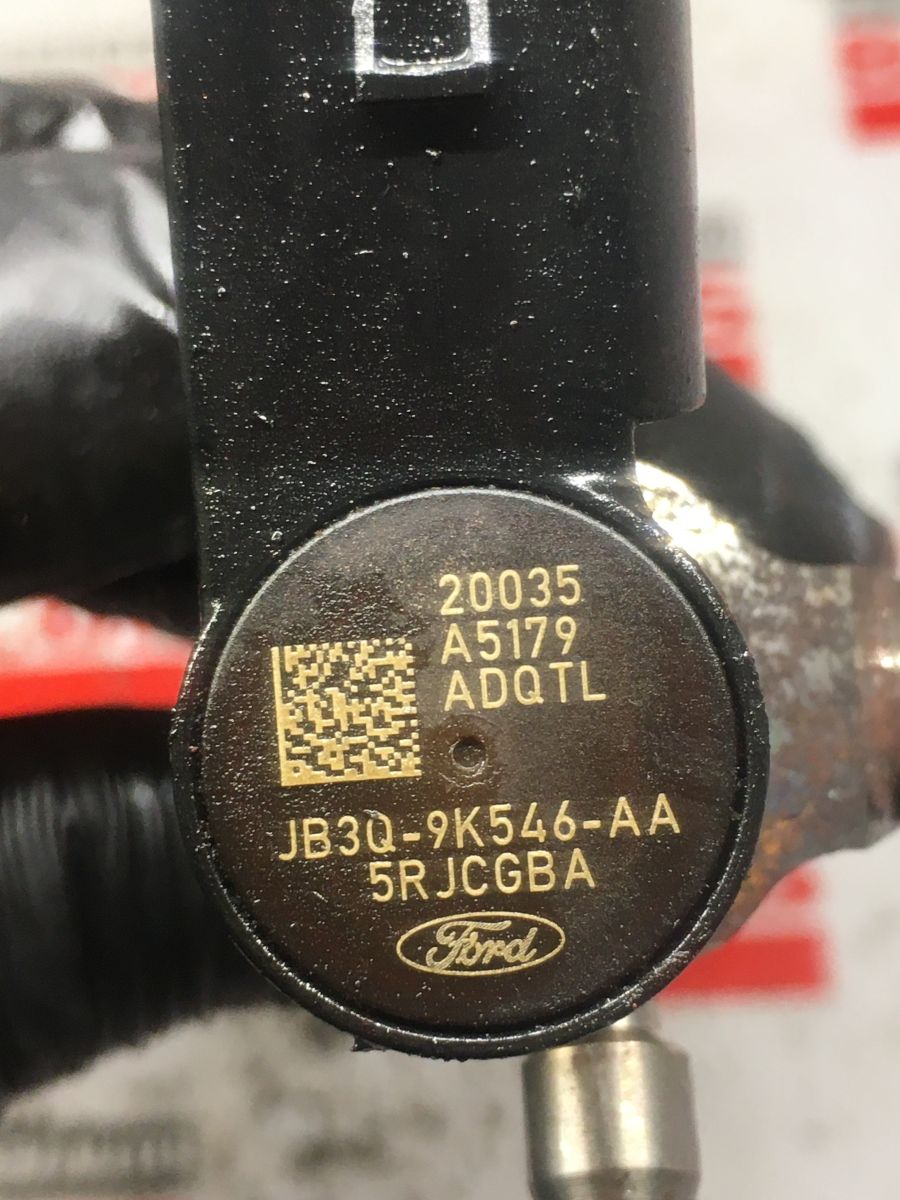 20035
A5179
ADQTL
JB3Q-9K546-AA
5RJCGBA
Ford